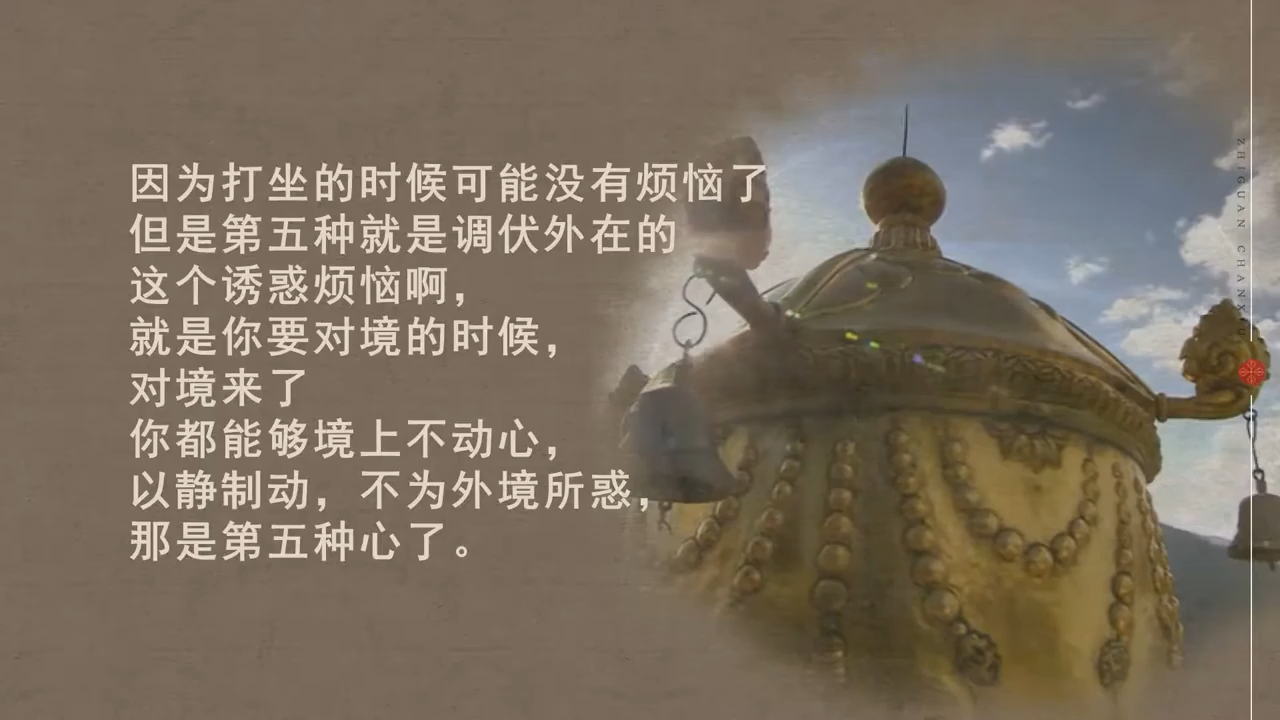 因为打坐的时候可能没有烦恼了
但是第五种就是调伏外在的
这个诱惑烦恼啊，
就是你要对境的时候，
对境来了
你都能够境上不动心，
以静制动，不为外境所惑，
那是第五种心了。
ZHIGUAN CHANXIU